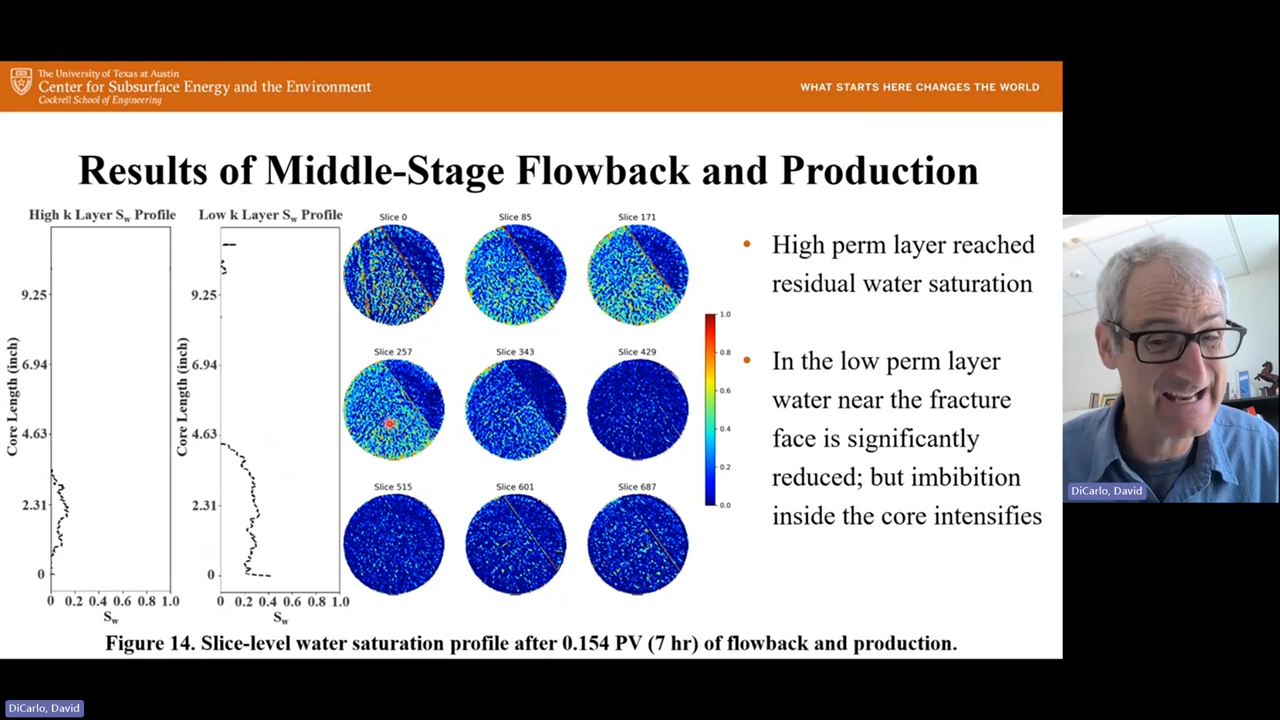 The University of Texas at Austin
Center for Subsurface Energy and the Environment
Cockrell School of Engineering
WHAT STARTS HERE CHANGES THE WORLD
Results of Middle-Stage Flowback and Production
High k Layer Sw Profile
Low k Layer Sw Profile
Core Length (inch)
9.25
6.94
4.63
2.31
0
0 0.2 0.4 0.6 0.8 1.0
Sw
Core Length (inch)
9.25
6.94
4.63
2.31
0
0 0.2 0.4 0.6 0.8 1.0
Sw
Slice 0
Slice 85
Slice 171
Slice 257
Slice 343
Slice 429
Slice 515
Slice 601
Slice 687
1.0
0.8
0.6
0.4
0.2
0.0
• High perm layer reached
residual water saturation
• In the low perm layer
water near the fracture
face is significantly
reduced; but imbibition
inside the core intensifies
Figure 14. Slice-level water saturation profile after 0.154 PV (7 hr) of flowback and production.
DiCarlo, David
DiCarlo, David